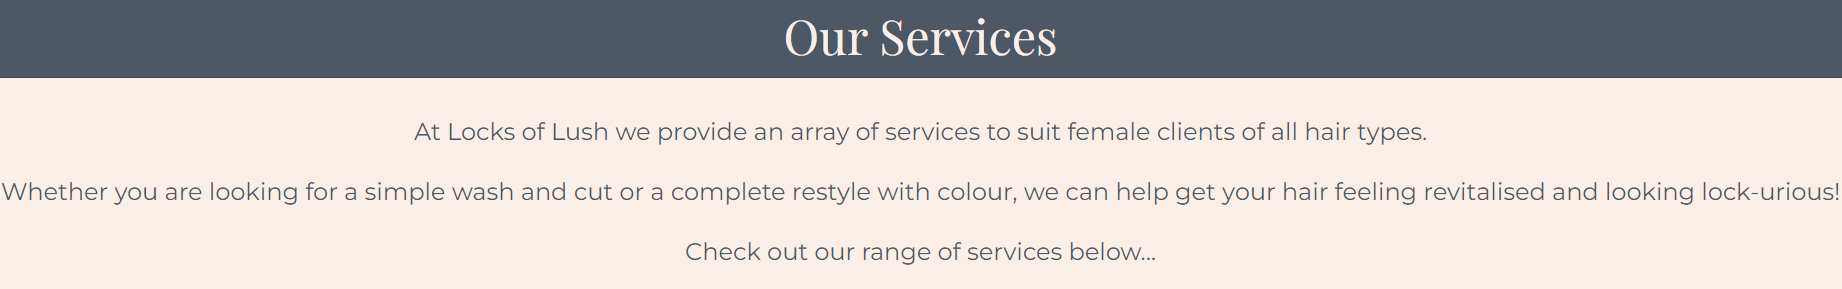 Our Services
At Locks of Lush we provide an array of services to suit female clients of all hair types.
Whether you are looking for a simple wash and cut or a complete restyle with colour, we can help get your hair feeling revitalised and looking lock-urious!
Check out our range of services below...